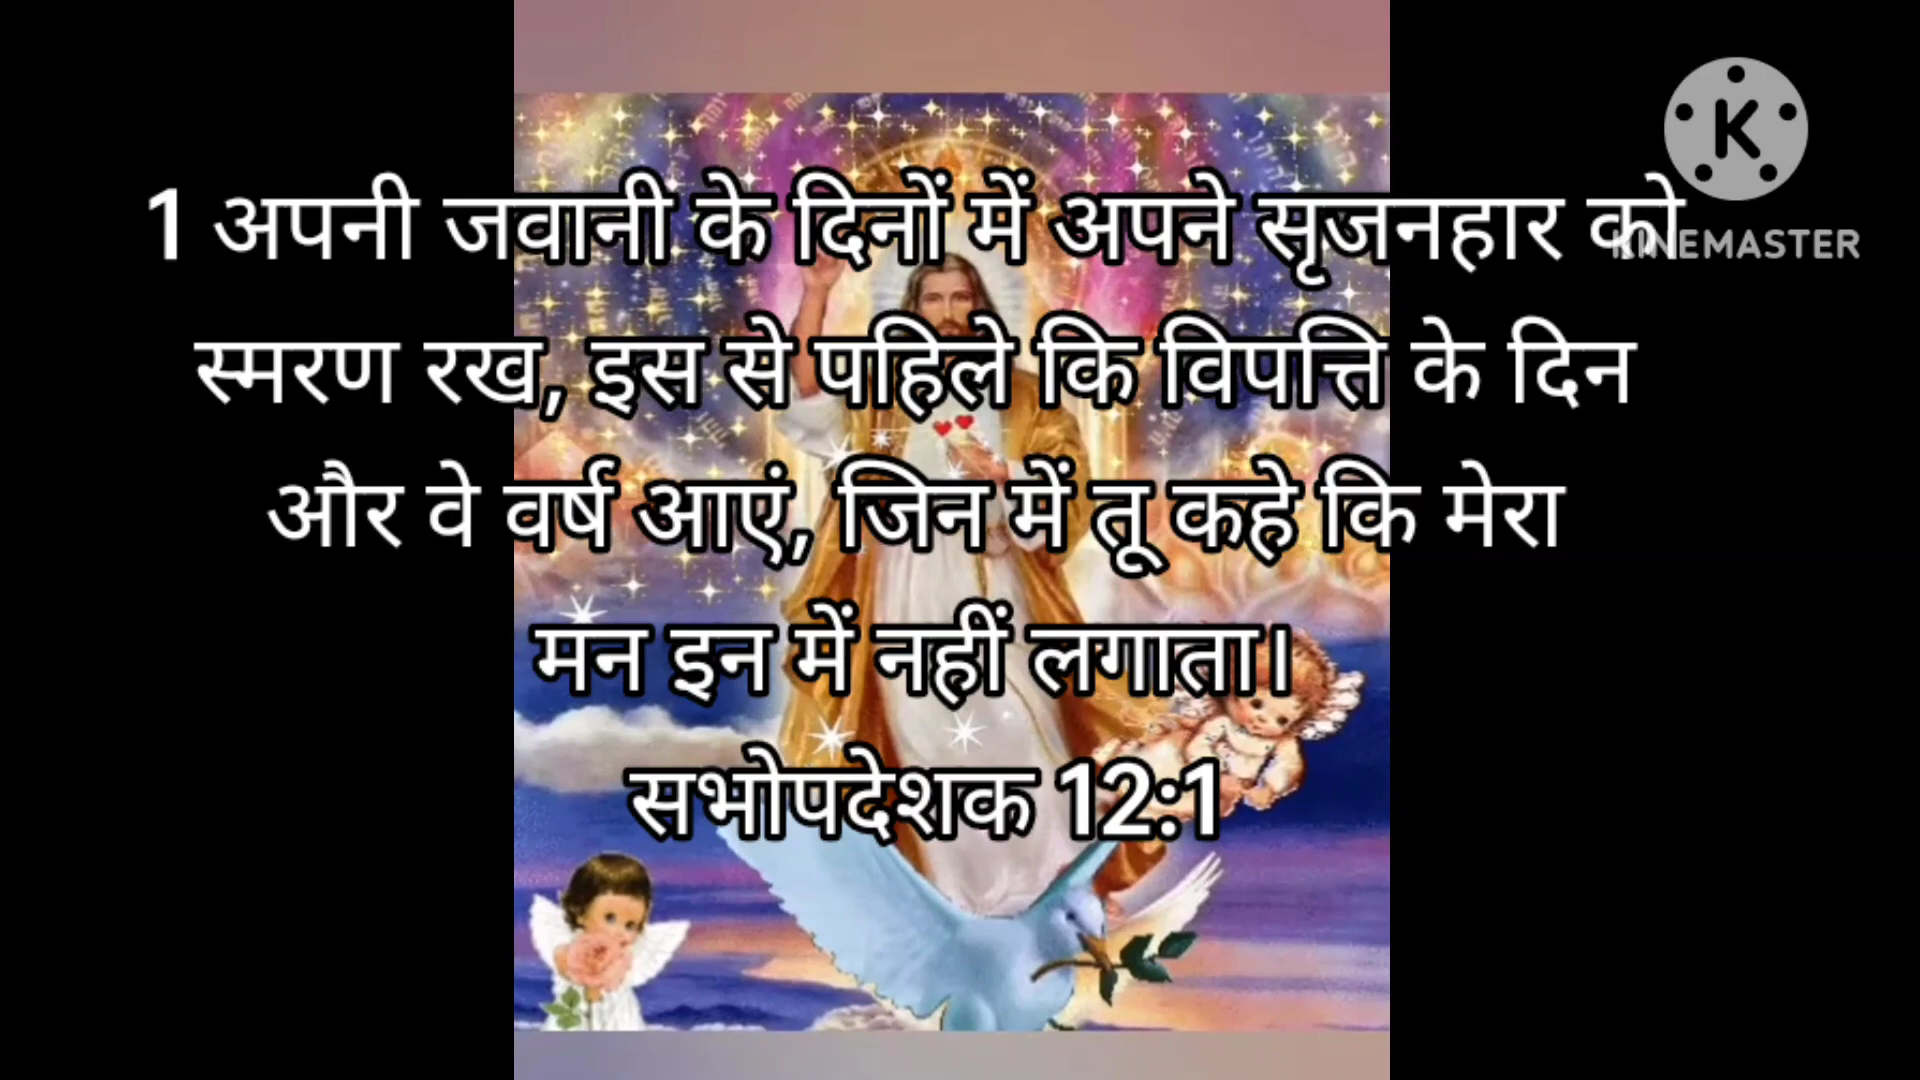 1 अपनी जवानी के दिनों में अपने सृजनहार को
स्मरण रख, इस से पहिले कि विपत्ति के दिन
और वे वर्ष आएं, जिन में तू कहे कि मेरा
मन इन में नहीं लगाता।
सभोपदेशक 12:1
K
KINEMASTER